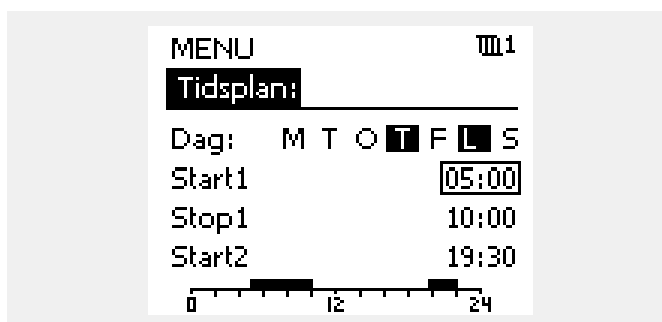 MENU 1
Tidsplan:
Dag: M T O T F L S
Start1 05:00
Stop1 10:00
Start2 19:30
0 12 24